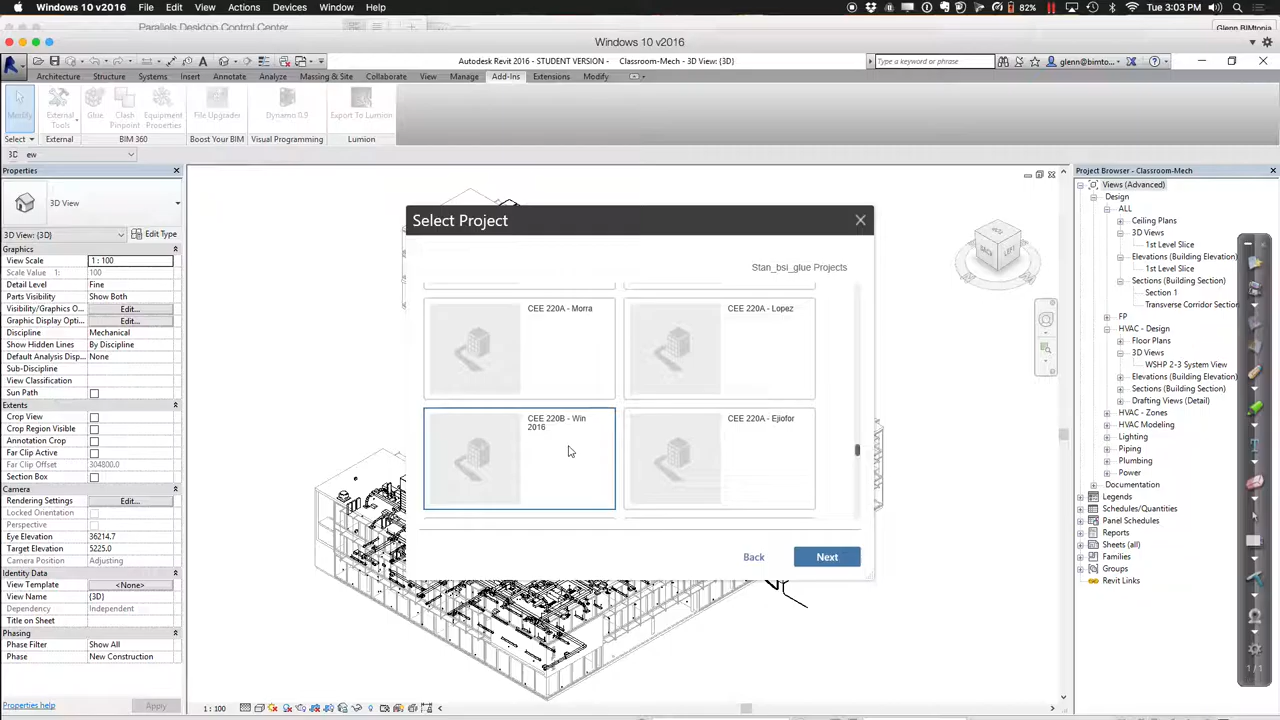 Windows 10 v2016 File Edit View Actions Devices Window Help 82% Tue 3:03 PM
Parallels Desktop Control Center Glenn BIMtopia
Windows 10 v2016
Autodesk Revit 2016 - STUDENT VERSION - Classroom-Mech - 3D View: {3D} Type a keyword or phrase glenn@bimto...
Architecture Structure Systems Insert Annotate Analyze Massing & Site Collaborate View Manage Add-Ins Extensions Modify
Modify External Tools Glue Clash Pinpoint Equipment Properties File Upgrader Dynamo 0.9 Export To Lumion
Select External BIM 360 Boost Your BIM Visual Programming Lumion
3D ew
Properties
3D View
3D View: {3D} Edit Type
Graphics
View Scale 1 : 100
Scale Value 1: 100
Detail Level Fine
Parts Visibility Show Both
Visibility/Graphics O... Edit...
Graphic Display Opti... Edit...
Discipline Mechanical
Show Hidden Lines By Discipline
Default Analysis Disp... None
Sub-Discipline
View Classification
Sun Path
Extents
Crop View
Crop Region Visible
Annotation Crop
Far Clip Active
Far Clip Offset 304800.0
Section Box
Camera
Rendering Settings Edit...
Locked Orientation
Perspective
Eye Elevation 36214.7
Target Elevation 5225.0
Camera Position Adjusting
Identity Data
View Template <None>
View Name {3D}
Dependency Independent
Title on Sheet
Phasing
Phase Filter Show All
Phase New Construction
Properties help Apply
Select Project
Stan_bsi_glue Projects
CEE 220A - Morra
CEE 220A - Lopez
CEE 220B - Win
2016
CEE 220A - Ejiofor
Back Next
1 : 100
Project Browser - Classroom-Mech
Views (Advanced)
Design
ALL
Ceiling Plans
3D Views
1st Level Slice
Elevations (Building Elevation)
1st Level Slice
Sections (Building Section)
Section 1
Transverse Corridor Section
FP
HVAC - Design
Floor Plans
3D Views
WSHP 2-3 System View
Elevations (Building Elevation)
Sections (Building Section)
Drafting Views (Detail)
HVAC - Zones
HVAC Modeling
Lighting
Piping
Plumbing
Power
Documentation
Legends
Schedules/Quantities
Panel Schedules
Reports
Sheets (all)
Families
Groups
Revit Links
1 / 1